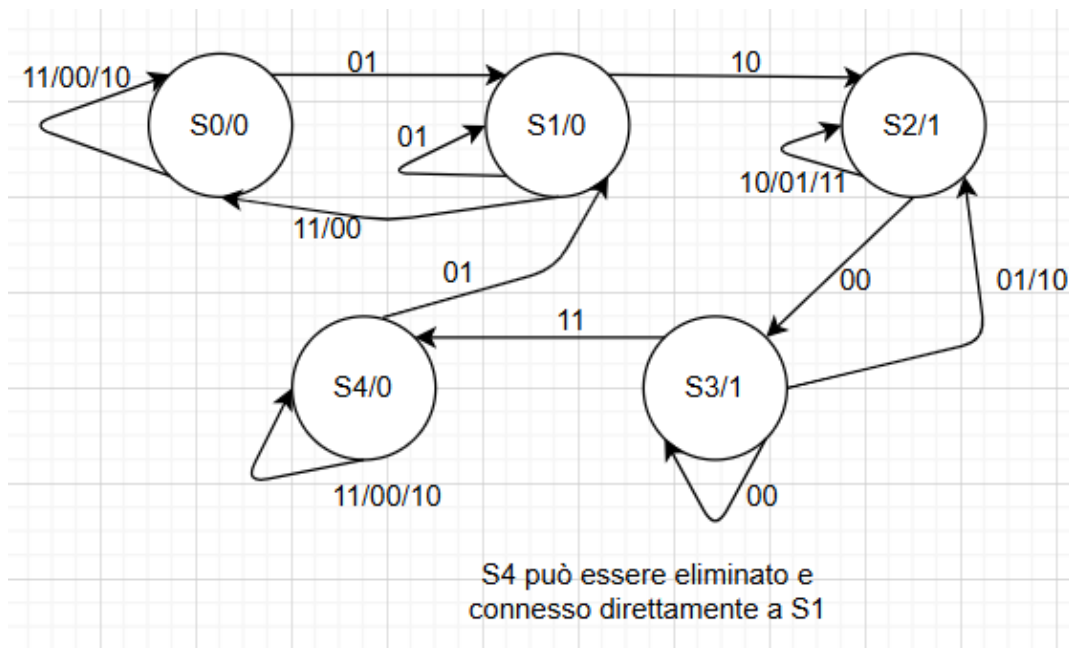 01
10
11/00/10
S0/0
S1/0
S2/1
01
10/01/11
11/00
01
00
01/10
11
S4/0
S3/1
11/00/10
00
S4 può essere eliminato e
connesso direttamente a S1